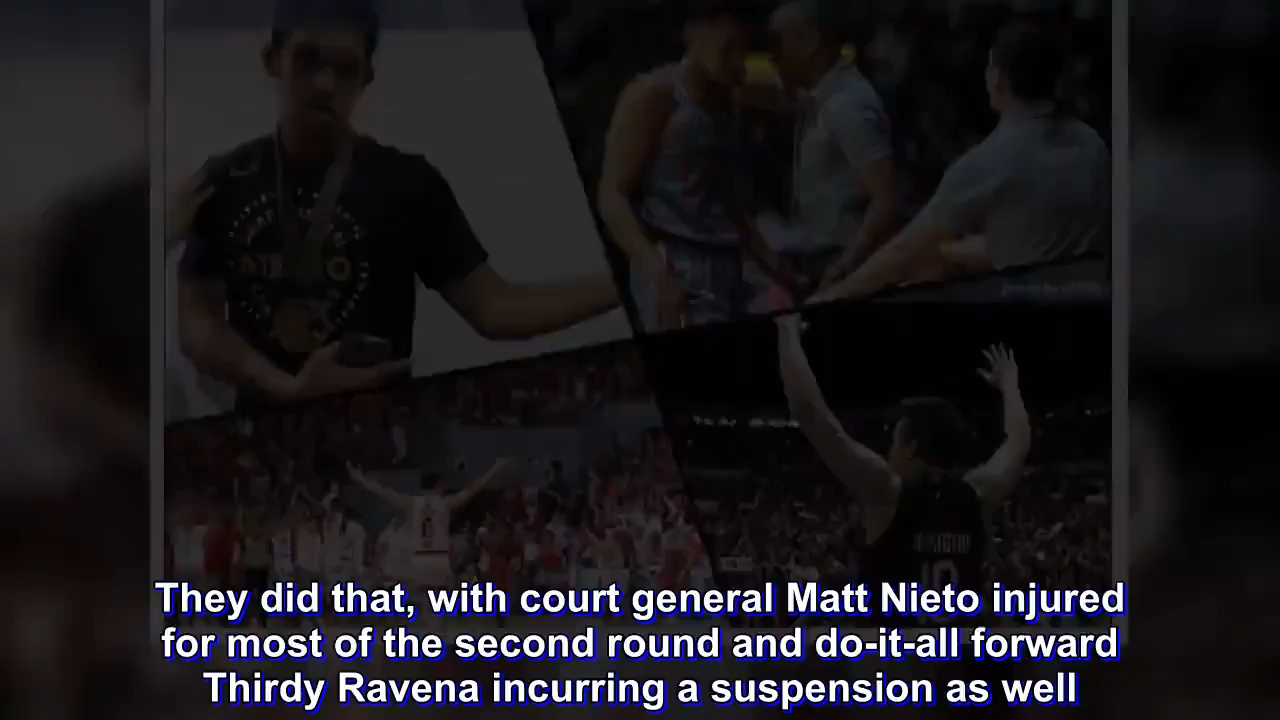 They did that, with court general Matt Nieto injured
for most of the second round and do-it-all forward
Thirdy Ravena incurring a suspension as well